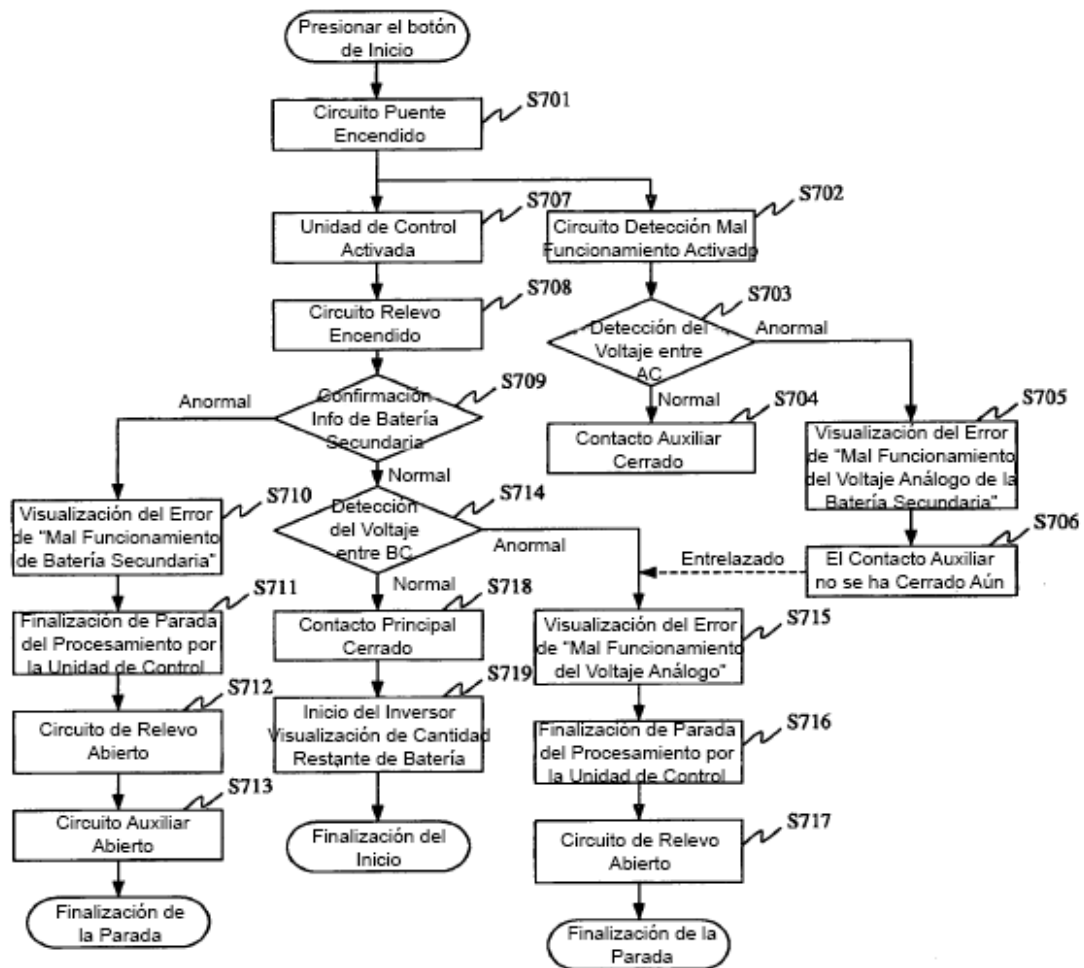 Presionar el botón
de Inicio
S701
Circuito Puente
Encendido
S707
Unidad de Control
Activada
S702
Circuito Detección Mal
Funcionamiento Activado
S708
Circuito Relevo
Encendido
S703
Detección del
Voltaje entre
AC
Anormal
Normal
S709
Confirmación
Info de Batería
Secundaria
Anormal
Normal
S704
Contacto Auxiliar
Cerrado
S705
Visualización del Error
de "Mal Funcionamiento
del Voltaje Análogo de la
Batería Secundaria"
S710
Visualización del Error
de "Mal Funcionamiento
de Batería Secundaria"
S714
Detección
del Voltaje
entre BC
Anormal
Normal
S706
El Contacto Auxiliar
no se ha Cerrado Aún
Entrelazado
S711
Finalización de Parada
del Procesamiento por
la Unidad de Control
S718
Contacto Principal
Cerrado
S715
Visualización del Error
de "Mal Funcionamiento
del Voltaje Análogo"
S712
Circuito de Relevo
Abierto
S719
Inicio del Inversor
Visualización de Cantidad
Restante de Batería
S716
Finalización de Parada
del Procesamiento por
la Unidad de Control
S713
Circuito Auxiliar
Abierto
Finalización del
Inicio
S717
Circuito de Relevo
Abierto
Finalización de
la Parada
Finalización de la
Parada